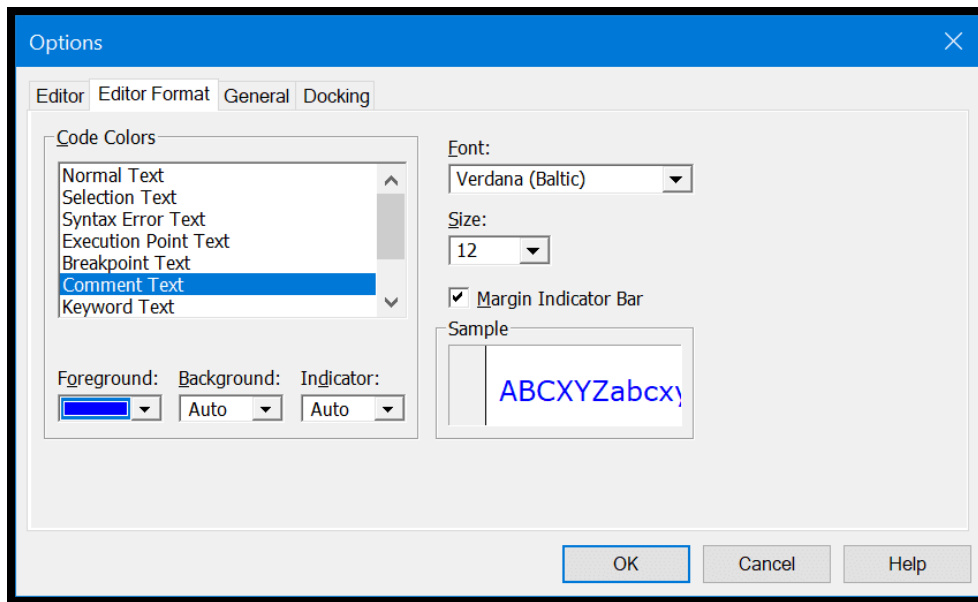 Options
Editor Editor Format General Docking
Code Colors
Normal Text
Selection Text
Syntax Error Text
Execution Point Text
Breakpoint Text
Comment Text
Keyword Text
Foreground: Background: Indicator:
Auto Auto
Font:
Verdana (Baltic)
Size:
12
Margin Indicator Bar
Sample
ABCXYZabcxy
OK Cancel Help